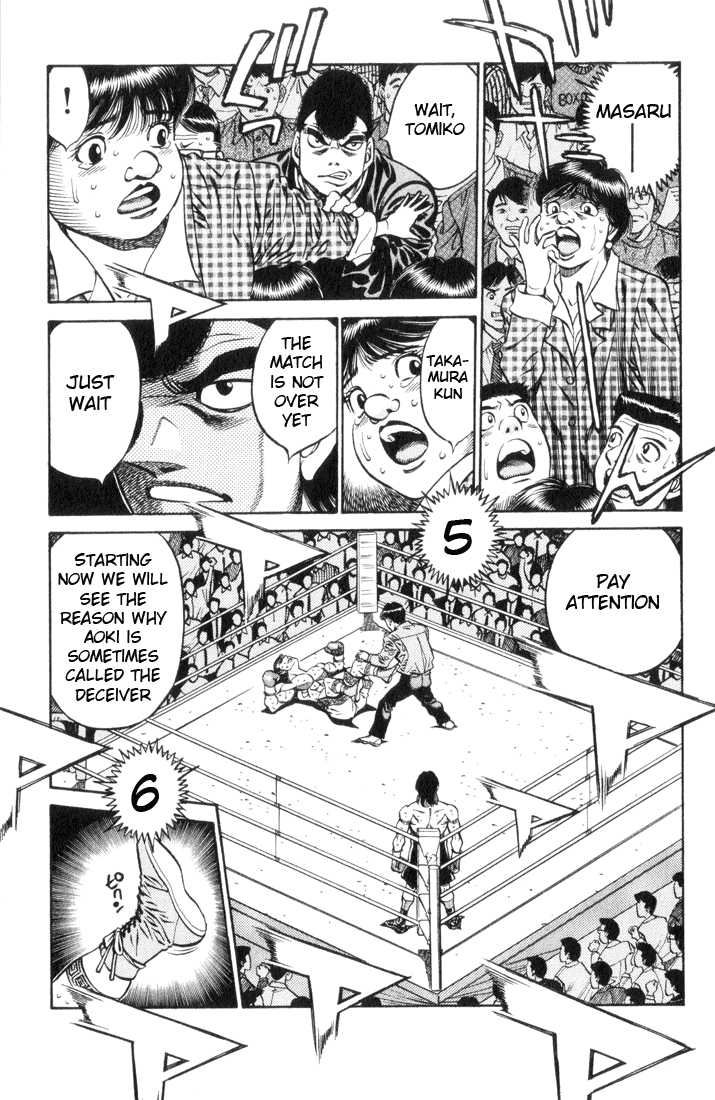 MASARU
—
BOX
WAIT,
TOMIKO
!
TAKA-
MURA
KUN
THE
MATCH
IS NOT
OVER
YET
JUST
WAIT
5
PAY
ATTENTION
STARTING
NOW WE WILL
SEE THE
REASON WHY
AOKI IS
SOMETIMES
CALLED THE
DECEIVER
6